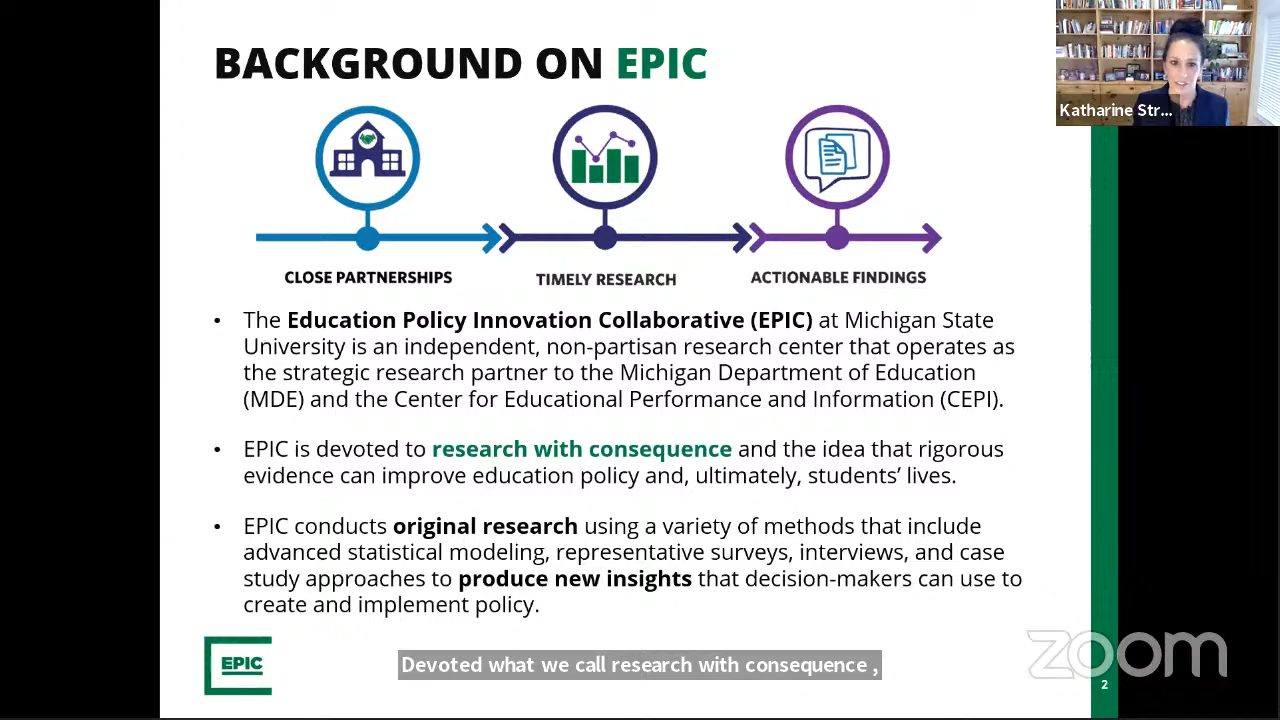 BACKGROUND ON EPIC
Katharine Str...
CLOSE PARTNERSHIPS
TIMELY RESEARCH
ACTIONABLE FINDINGS
• The Education Policy Innovation Collaborative (EPIC) at Michigan State
University is an independent, non-partisan research center that operates as
the strategic research partner to the Michigan Department of Education
(MDE) and the Center for Educational Performance and Information (CEPI).
• EPIC is devoted to research with consequence and the idea that rigorous
evidence can improve education policy and, ultimately, students’ lives.
• EPIC conducts original research using a variety of methods that include
advanced statistical modeling, representative surveys, interviews, and case
study approaches to produce new insights that decision-makers can use to
create and implement policy.
EPIC
Devoted what we call research with consequence ,
zoom
2